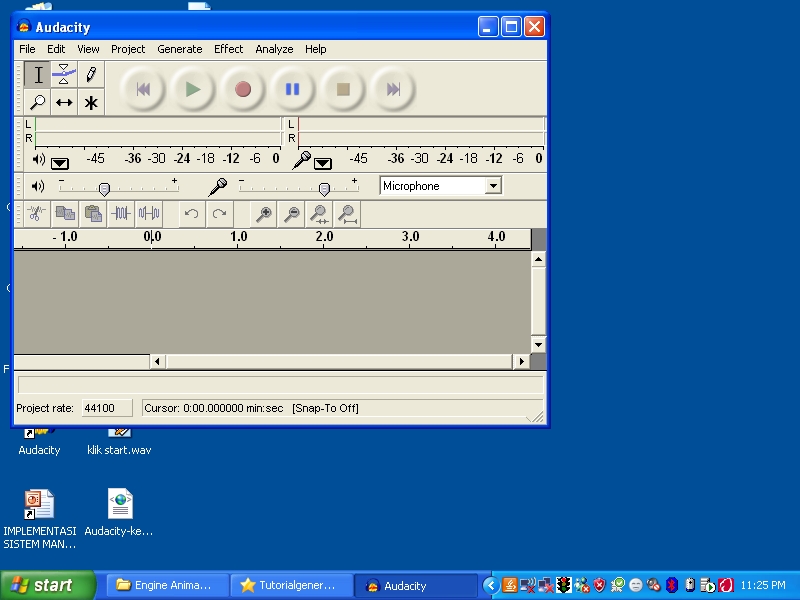 Audacity
File Edit View Project Generate Effect Analyze Help
L
R
L
R
-45 -36 -30 -24 -18 -12 -6 0
-45 -36 -30 -24 -18 -12 -6 0
- + - + Microphone
- 1.0 0.0 1.0 2.0 3.0 4.0
Project rate: 44100 Cursor: 0:00.000000 min:sec [Snap-To Off]
Audacity
klik start.wav
IMPLEMENTASI
SISTEM MAN...
Audacity-ke...
start Engine Anima... Tutorialgener... Audacity 11:25 PM